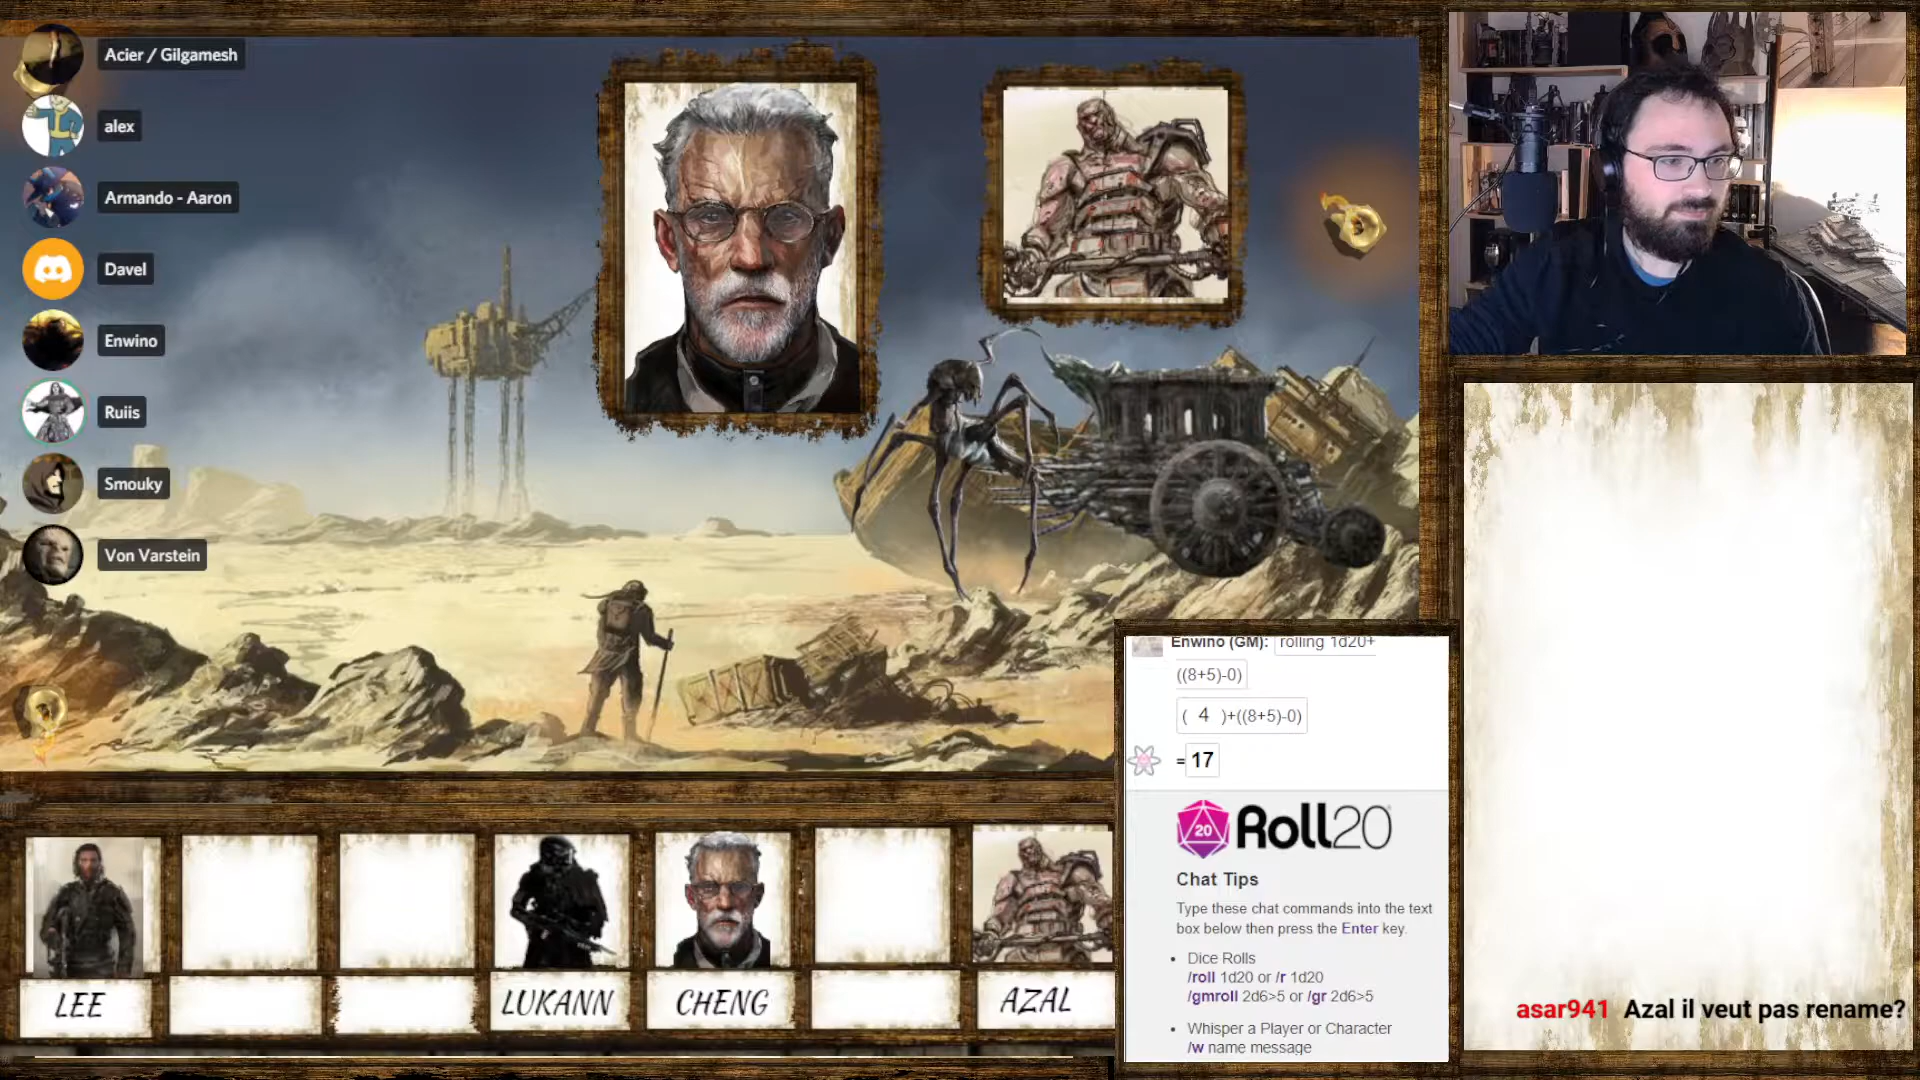 Acier / Gilgamesh
alex
Armando - Aaron
Davel
Enwino
Ruiis
Smouky
Von Varstein
LEE
LUKANN
CHENG
AZAL
Enwino (GM): rolling 1d20+
((8+5)-0)
( 4 )+((8+5)-0)
=17
20 Roll20
Chat Tips
Type these chat commands into the text
box below then press the Enter key.
• Dice Rolls
/roll 1d20 or /r 1d20
/gmroll 2d6>5 or /gr 2d6>5
• Whisper a Player or Character
/w name message
asar941 Azal il veut pas rename?